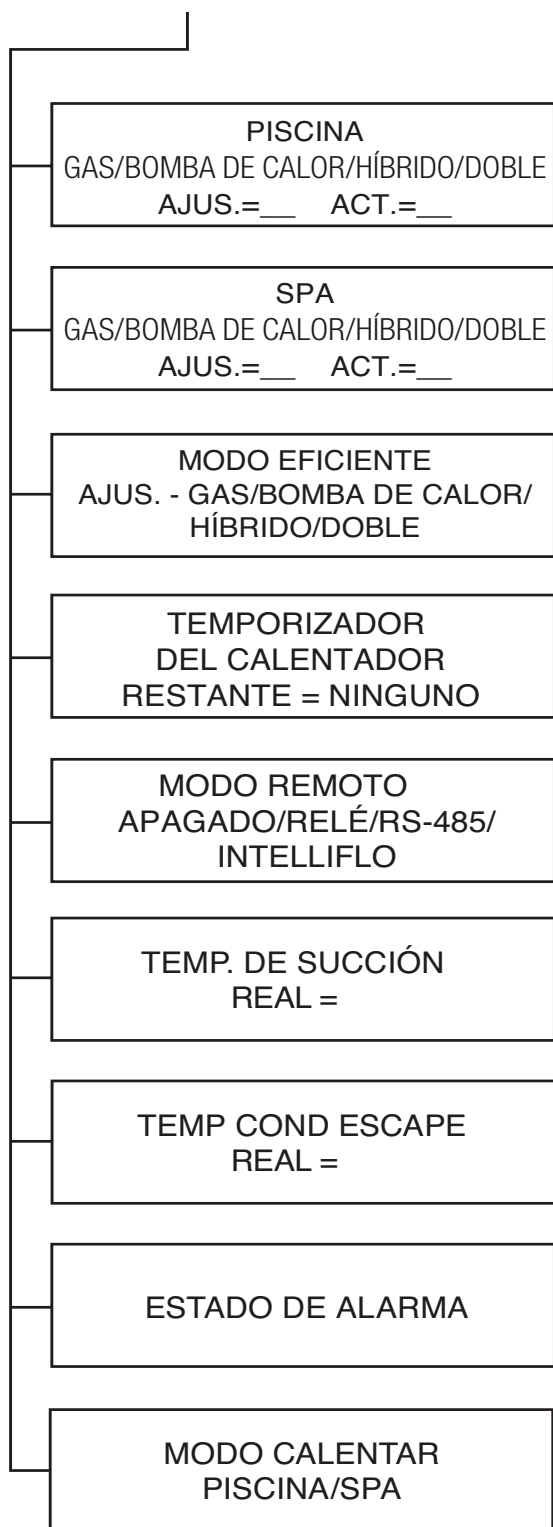 PISCINA
GAS/BOMBA DE CALOR/HÍBRIDO/DOBLE
AJUS.=__ ACT.=__
SPA
GAS/BOMBA DE CALOR/HÍBRIDO/DOBLE
AJUS.=__ ACT.=__
MODO EFICIENTE
AJUS. - GAS/BOMBA DE CALOR/
HÍBRIDO/DOBLE
TEMPORIZADOR
DEL CALENTADOR
RESTANTE = NINGUNO
MODO REMOTO
APAGADO/RELÉ/RS-485/
INTELLIFLO
TEMP. DE SUCCIÓN
REAL =
TEMP COND ESCAPE
REAL =
ESTADO DE ALARMA
MODO CALENTAR
PISCINA/SPA